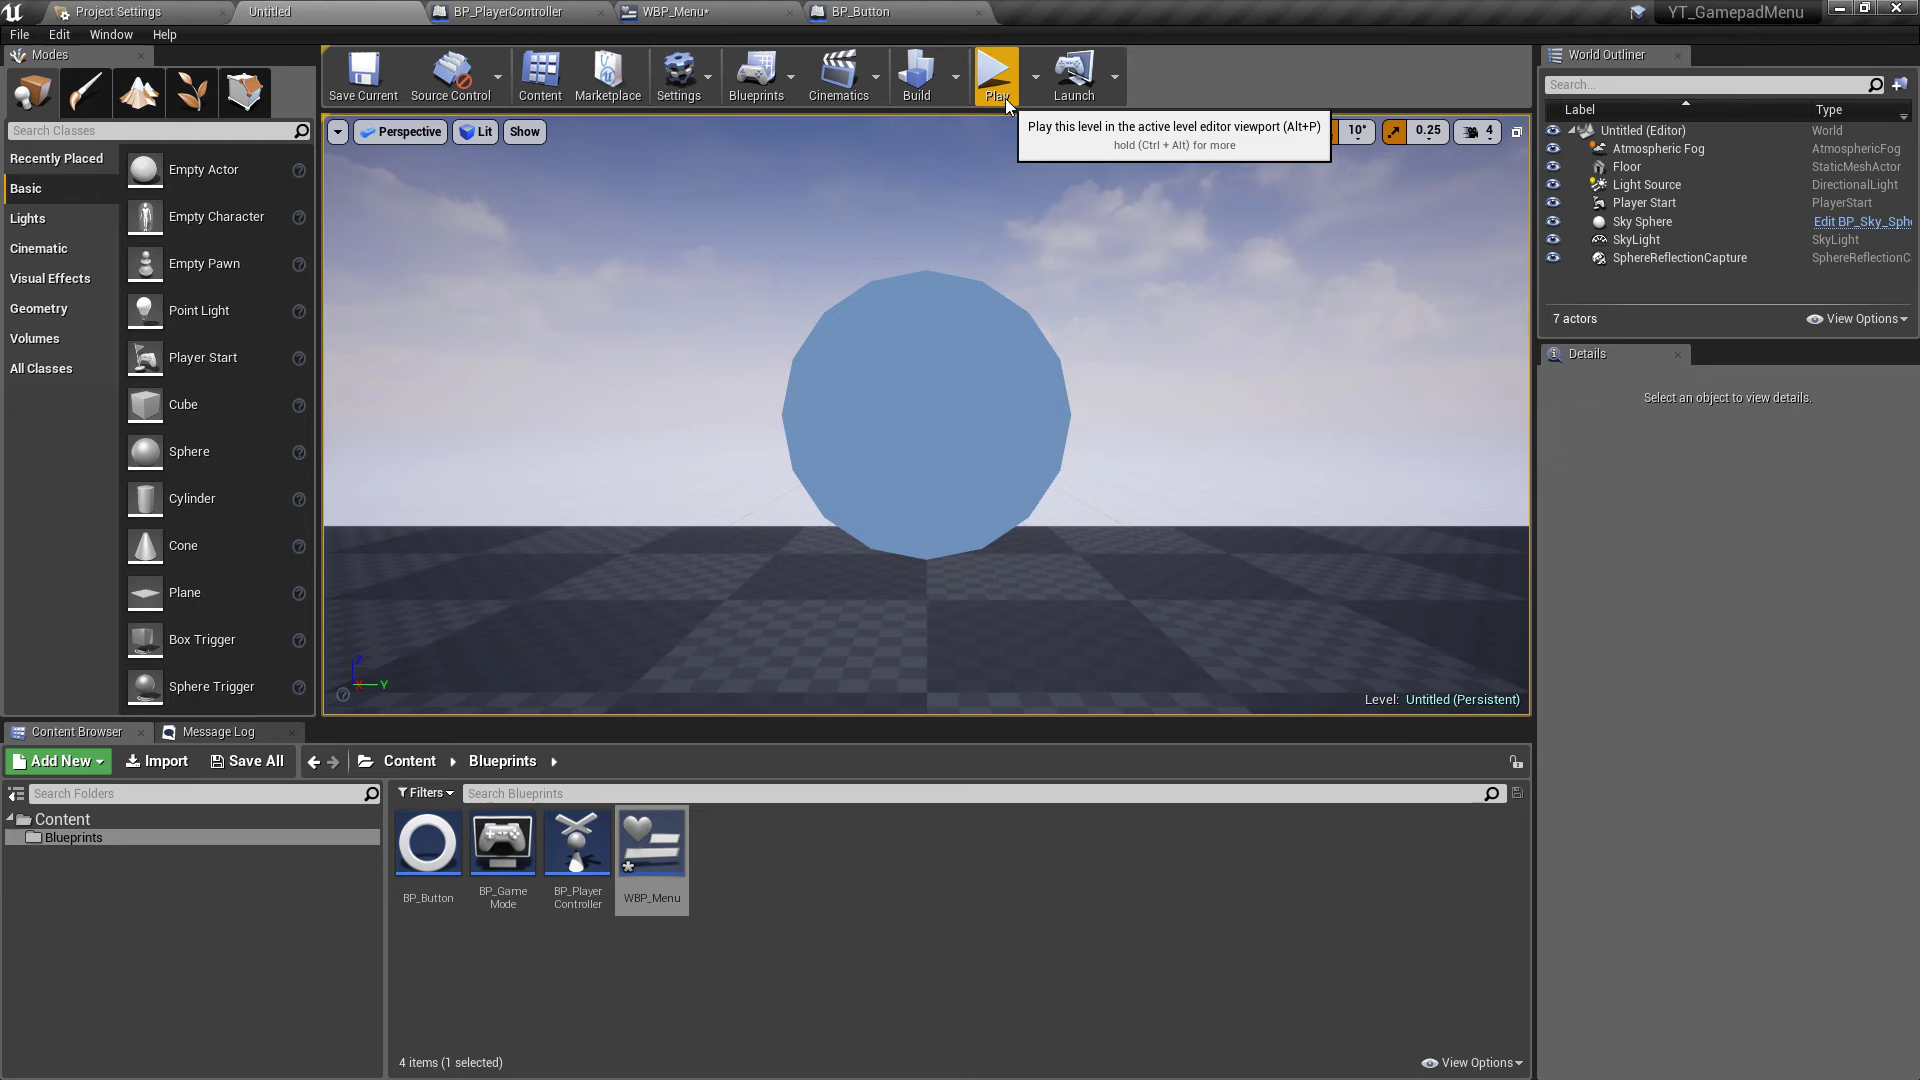 Project Settings
Untitled
BP_PlayerController
WBP_Menu*
BP_Button
YT_GamepadMenu
File
Edit
Window
Help
Modes
Search Classes
Recently Placed
Basic
Lights
Cinematic
Visual Effects
Geometry
Volumes
All Classes
Empty Actor
Empty Character
Empty Pawn
Point Light
Player Start
Cube
Sphere
Cylinder
Cone
Plane
Box Trigger
Sphere Trigger
Save Current
Source Control
Content
Marketplace
Settings
Blueprints
Cinematics
Build
Play
Launch
Perspective
Lit
Show
Play this level in the active level editor viewport (Alt+P)
hold (Ctrl + Alt) for more
10°
0.25
4
Z
X
Y
Level: Untitled (Persistent)
World Outliner
Search...
Label
Type
Untitled (Editor) World
Atmospheric Fog AtmosphericFog
Floor StaticMeshActor
Light Source DirectionalLight
Player Start PlayerStart
Sky Sphere Edit BP_Sky_Sph
SkyLight SkyLight
SphereReflectionCapture SphereReflectionC
7 actors
View Options
Details
Select an object to view details.
Content Browser
Message Log
Add New
Import
Save All
Content
Blueprints
Search Folders
Filters
Search Blueprints
Content
Blueprints
BP_Button
BP_Game
Mode
BP_Player
Controller
WBP_Menu
4 items (1 selected)
View Options